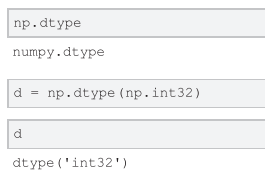 np.dtype
numpy.dtype
d = np.dtype(np.int32)
d
dtype('int32')